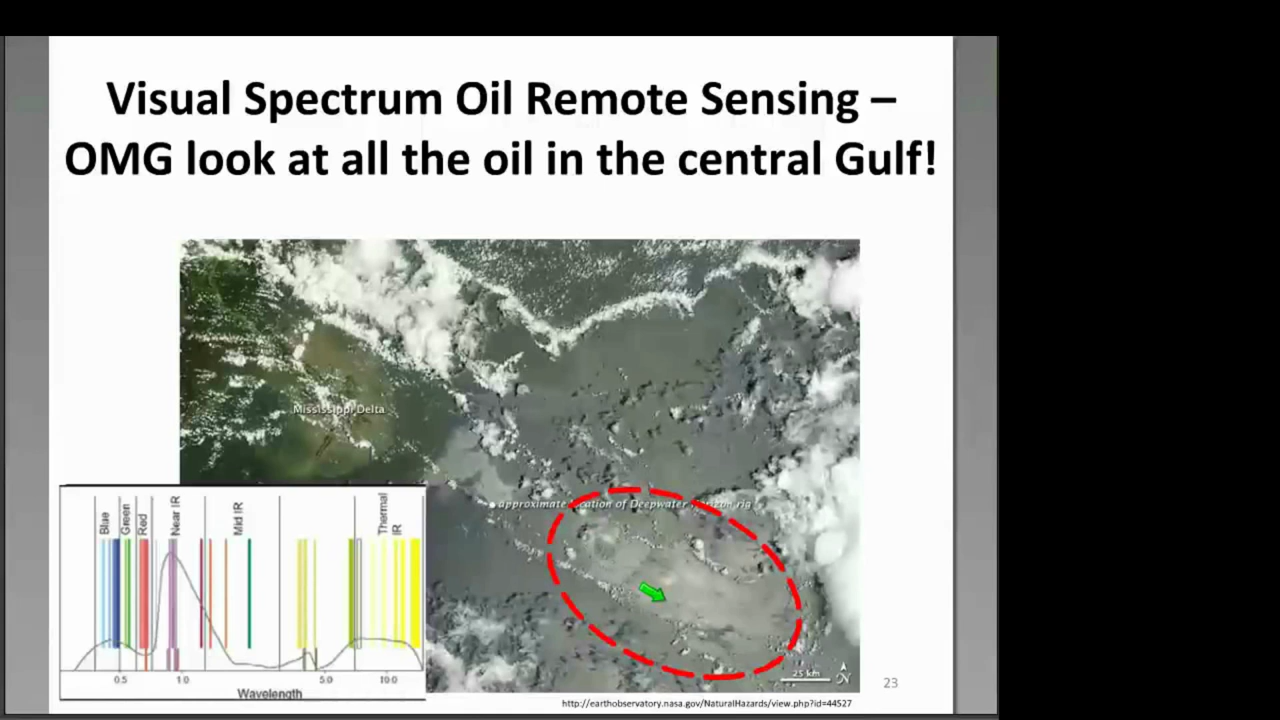 Visual Spectrum Oil Remote Sensing –
OMG look at all the oil in the central Gulf!
Mississippi Delta
approximate location of Deepwater Horizon rig
Blue
Green
Red
Near IR
Mid IR
Thermal
IR
0.5
1.0
5.0
10.0
Wavelength
25 km
N
23
http://earthobservatory.nasa.gov/NaturalHazards/view.php?id=44527